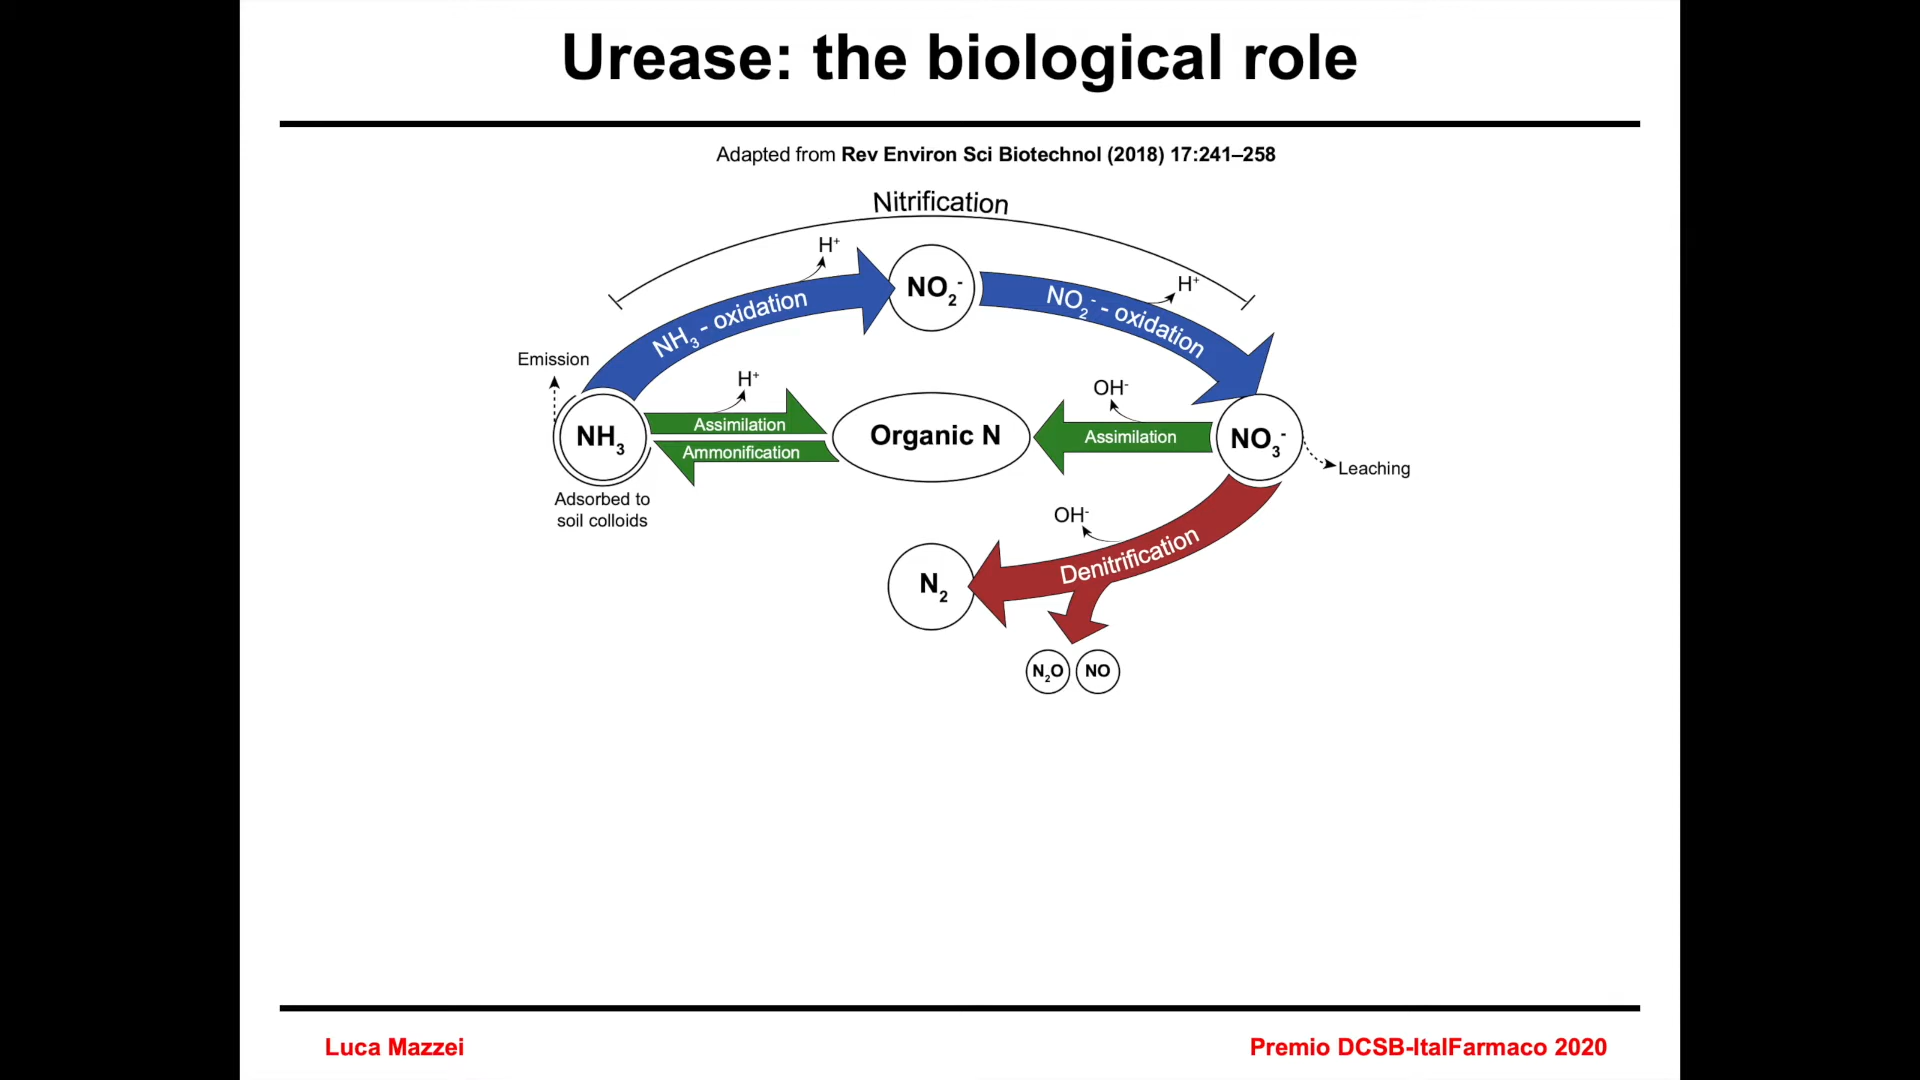 Urease: the biological role
Adapted from Rev Environ Sci Biotechnol (2018) 17:241–258
Nitrification
H⁺
NH₃ - oxidation
NO₂⁻
NO₂⁻ - oxidation
H⁺
Emission
NH₃
Adsorbed to
soil colloids
H⁺
Assimilation
Ammonification
Organic N
OH⁻
Assimilation
NO₃⁻
Leaching
OH⁻
Denitrification
N₂
N₂O
NO
Luca Mazzei
Premio DCSB-ItalFarmaco 2020